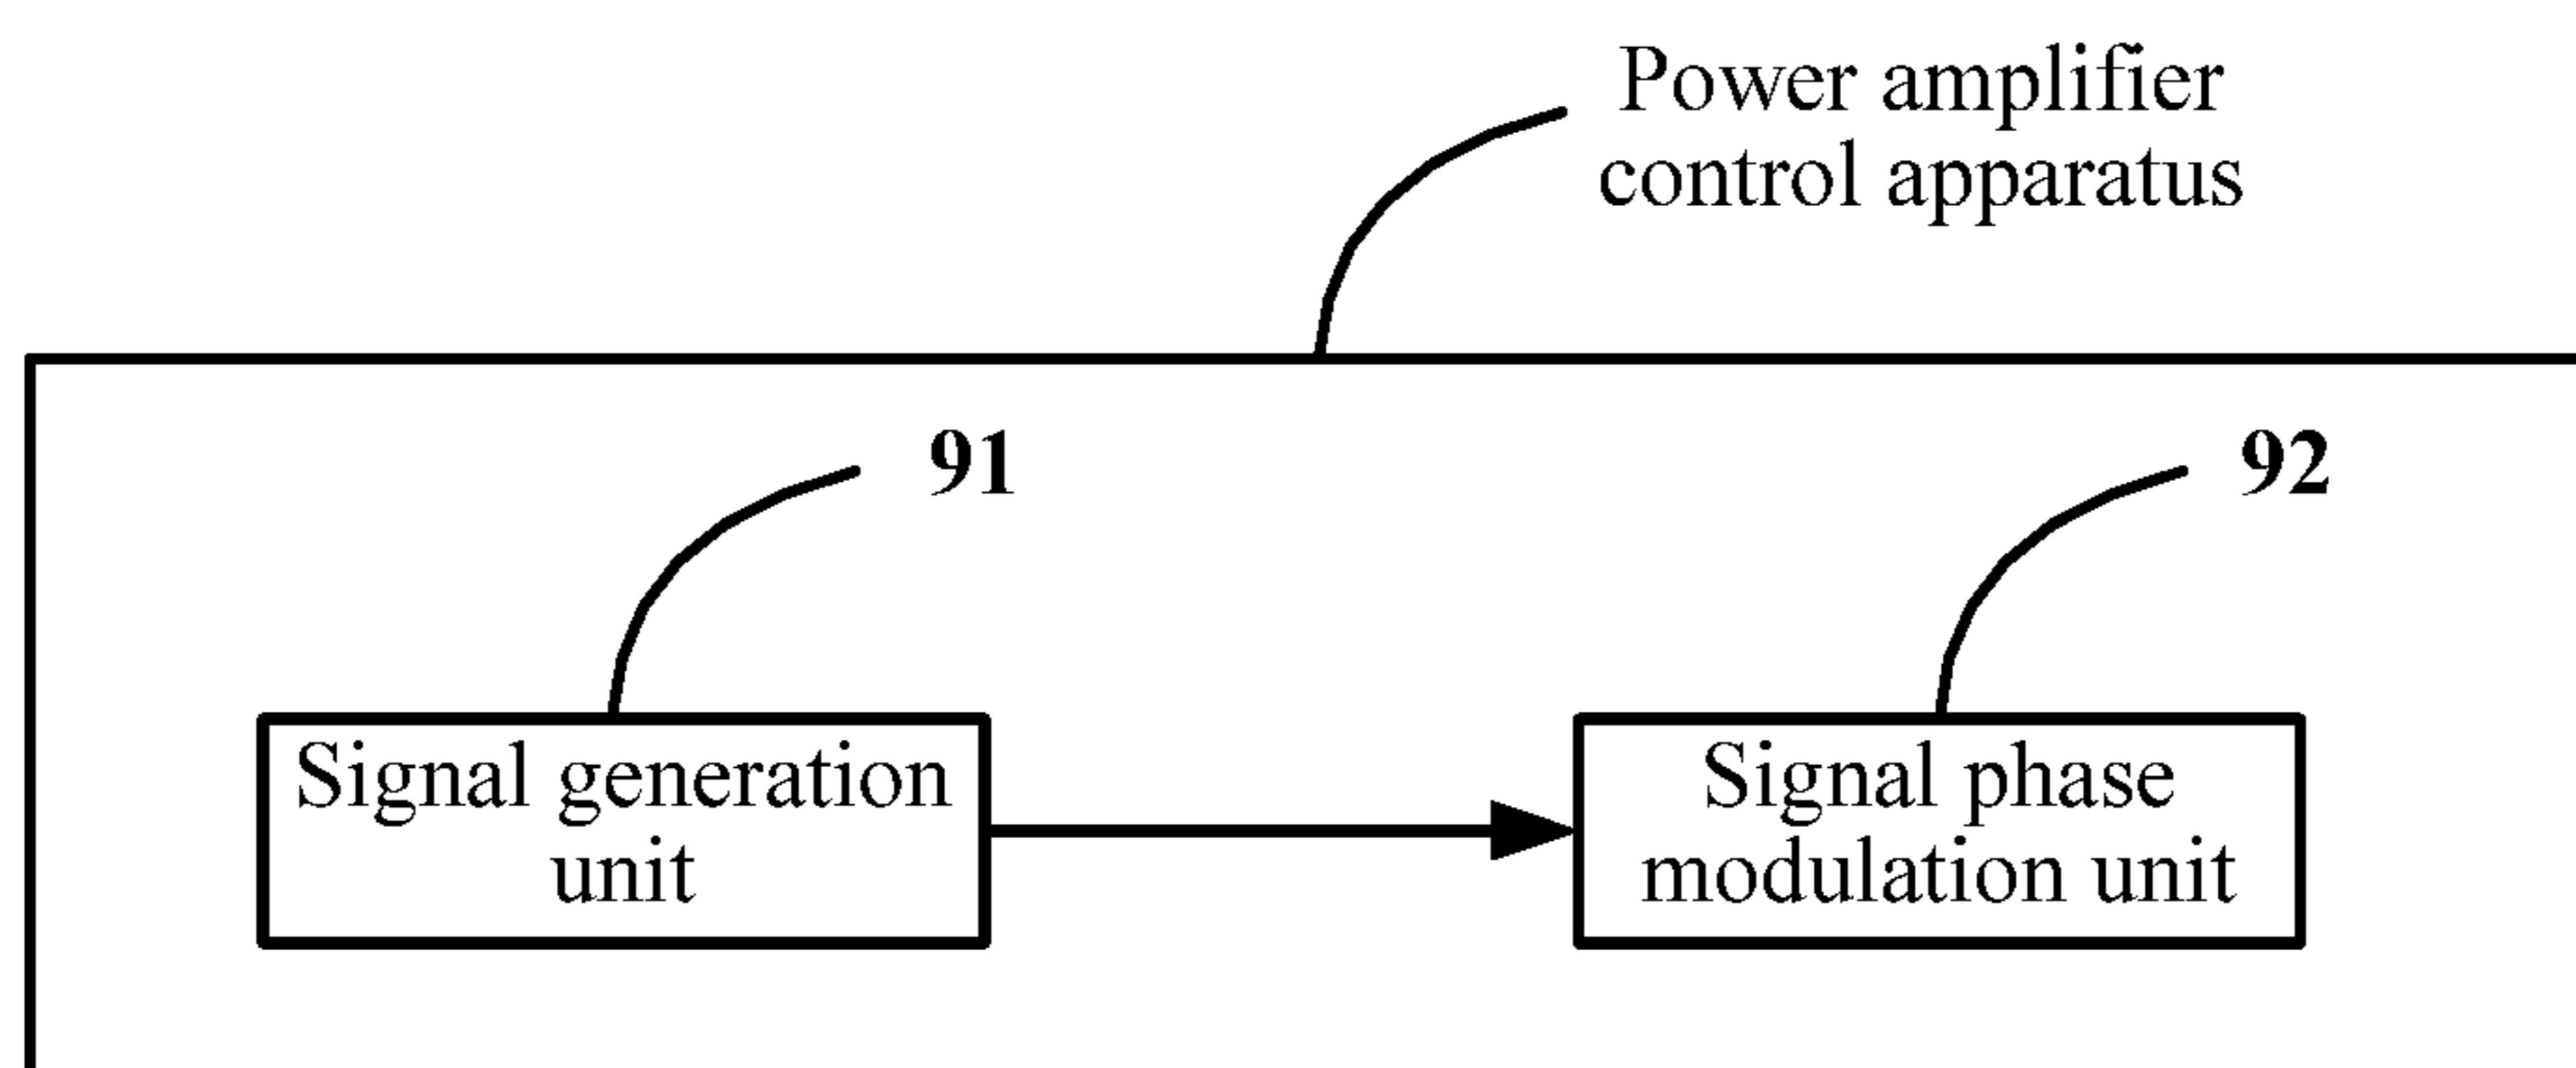 Power amplifier
control apparatus
91
92
Signal generation
unit
Signal phase
modulation unit